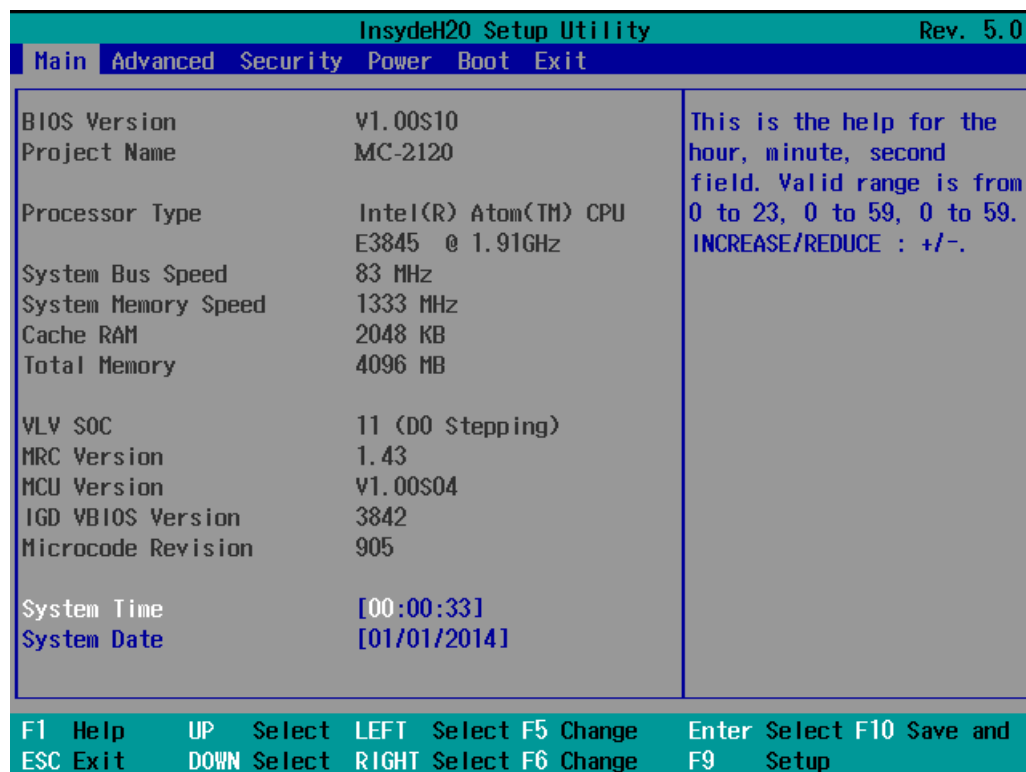 InsydeH20 Setup Utility Rev. 5.0
Main Advanced Security Power Boot Exit
BIOS Version V1.00S10
Project Name MC-2120
Processor Type Intel(R) Atom(TM) CPU
E3845 @ 1.91GHz
System Bus Speed 83 MHz
System Memory Speed 1333 MHz
Cache RAM 2048 KB
Total Memory 4096 MB
VLV SOC 11 (D0 Stepping)
MRC Version 1.43
MCU Version V1.00S04
IGD VBIOS Version 3842
Microcode Revision 905
System Time [00:00:33]
System Date [01/01/2014]
This is the help for the
hour, minute, second
field. Valid range is from
0 to 23, 0 to 59, 0 to 59.
INCREASE/REDUCE : +/-.
F1 Help UP Select LEFT Select F5 Change Enter Select F10 Save and
ESC Exit DOWN Select RIGHT Select F6 Change F9 Setup